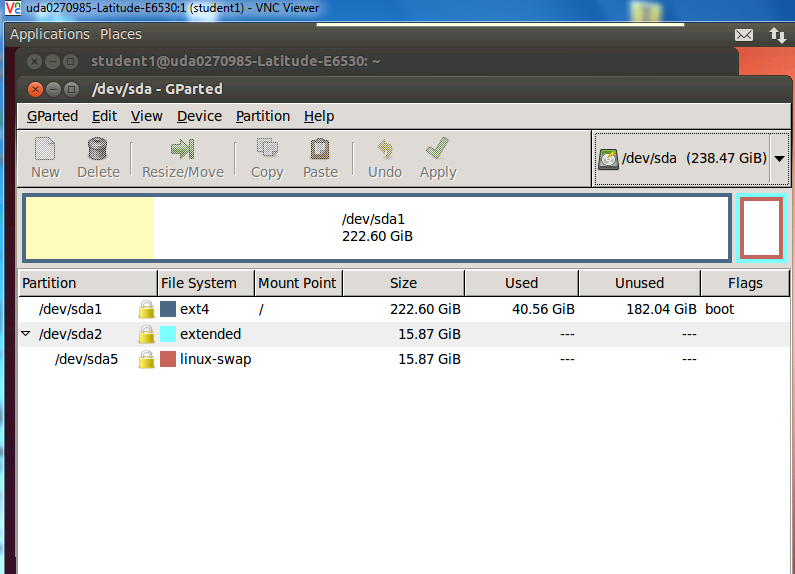 uda0270985-Latitude-E6530:1 (student1) - VNC Viewer
Applications Places
student1@uda0270985-Latitude-E6530: ~
/dev/sda - GParted
GParted Edit View Device Partition Help
New Delete Resize/Move Copy Paste Undo Apply /dev/sda (238.47 GiB)
/dev/sda1
222.60 GiB
Partition File System Mount Point Size Used Unused Flags
/dev/sda1 ext4 / 222.60 GiB 40.56 GiB 182.04 GiB boot
/dev/sda2 extended 15.87 GiB --- ---
/dev/sda5 linux-swap 15.87 GiB --- ---